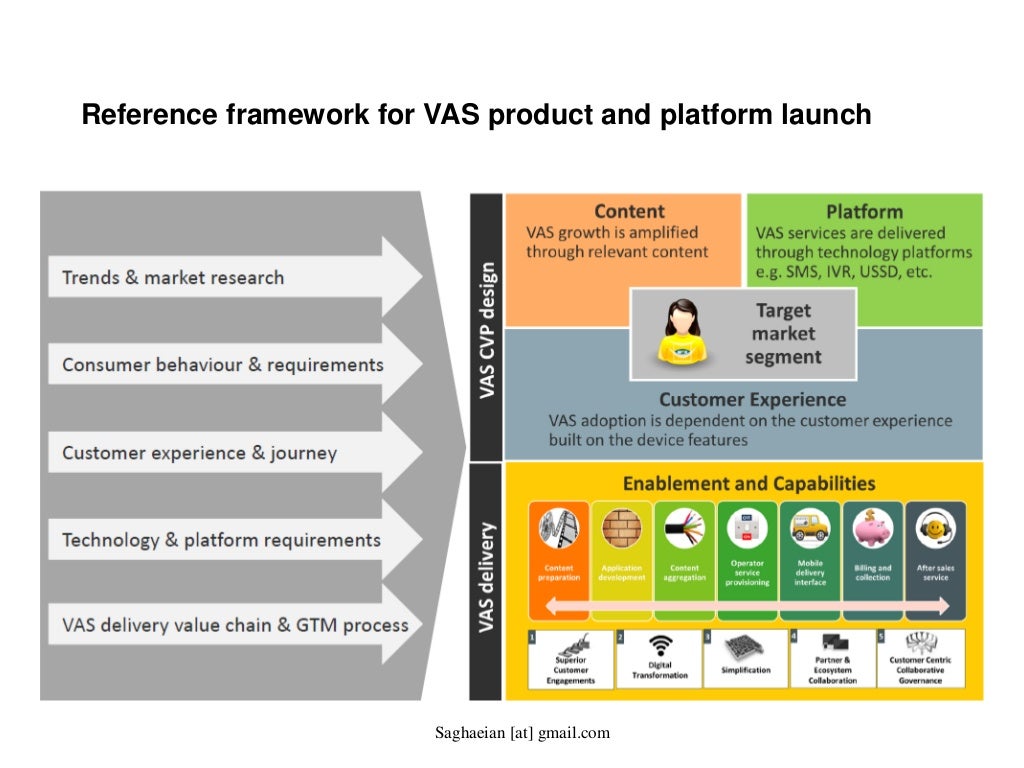 Reference framework for VAS product and platform launch
Trends & market research
Consumer behaviour & requirements
Customer experience & journey
Technology & platform requirements
VAS delivery value chain & GTM process
VAS CVP design
Content
VAS growth is amplified
through relevant content
Platform
VAS services are delivered
through technology platforms
e.g. SMS, IVR, USSD, etc.
Target
market
segment
Customer Experience
VAS adoption is dependent on the customer experience
built on the device features
VAS delivery
Enablement and Capabilities
Content
preparation
Application
development
Content
aggregation
Operator
service
provisioning
Mobile
delivery
interface
Billing and
collection
After sales
service
1
Superior
Customer
Engagements
2
Digital
Transformation
3
Simplification
4
Partner &
Ecosystem
Collaboration
5
Customer Centric
Collaborative
Governance
Saghaeian [at] gmail.com